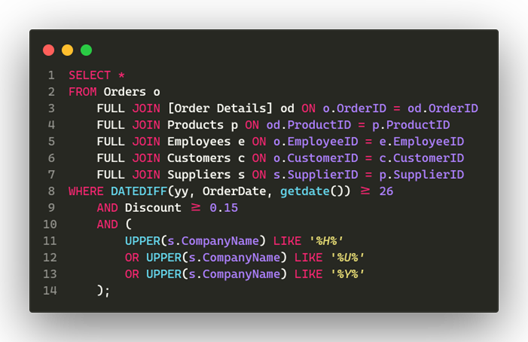 1 SELECT *
2 FROM Orders o
3 FULL JOIN [Order Details] od ON o.OrderID = od.OrderID
4 FULL JOIN Products p ON od.ProductID = p.ProductID
5 FULL JOIN Employees e ON o.EmployeeID = e.EmployeeID
6 FULL JOIN Customers c ON o.CustomerID = c.CustomerID
7 FULL JOIN Suppliers s ON s.SupplierID = p.SupplierID
8 WHERE DATEDIFF(yy, OrderDate, getdate()) ≥ 26
9 AND Discount ≥ 0.15
10 AND (
11 UPPER(s.CompanyName) LIKE '%H%'
12 OR UPPER(s.CompanyName) LIKE '%U%'
13 OR UPPER(s.CompanyName) LIKE '%Y%'
14 );